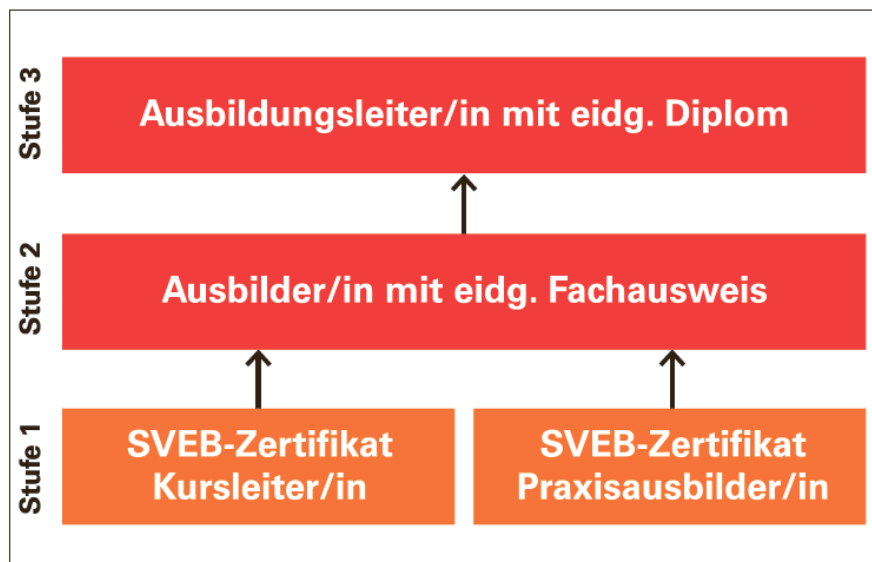 Stufe 3
Ausbildungsleiter/in mit eidg. Diplom
Stufe 2
Ausbilder/in mit eidg. Fachausweis
Stufe 1
SVEB-Zertifikat
Kursleiter/in
SVEB-Zertifikat
Praxisausbilder/in